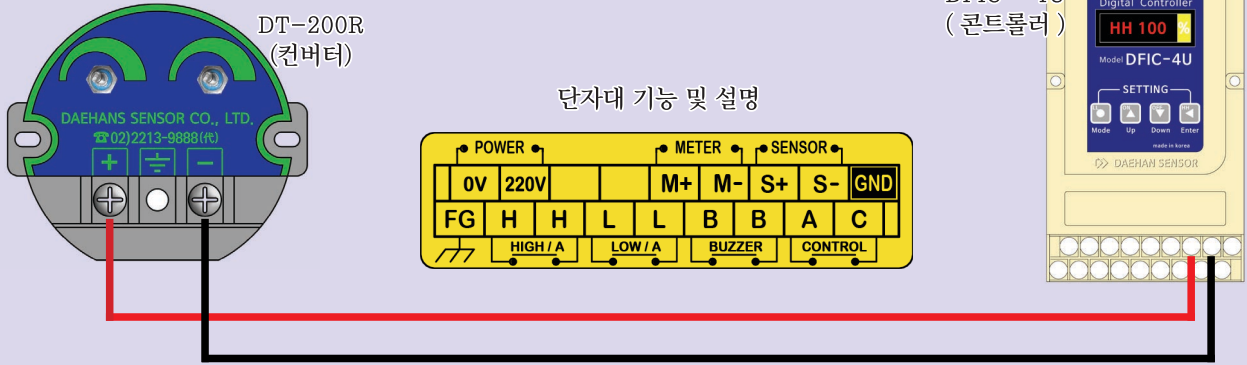 DT-200R
(컨버터)
DAEHANS SENSOR CO., LTD.
☎02)2213-9888(代)
+ −
단자대 기능 및 설명
POWER METER SENSOR
0V 220V M+ M- S+ S- GND
FG H H L L B B A C
HIGH/A LOW/A BUZZER CONTROL
(콘트롤러)
Digital Controller
HH 100 %
Model DFIC-4U
SETTING
Mode Up Down Enter
made in korea
DAEHAN SENSOR